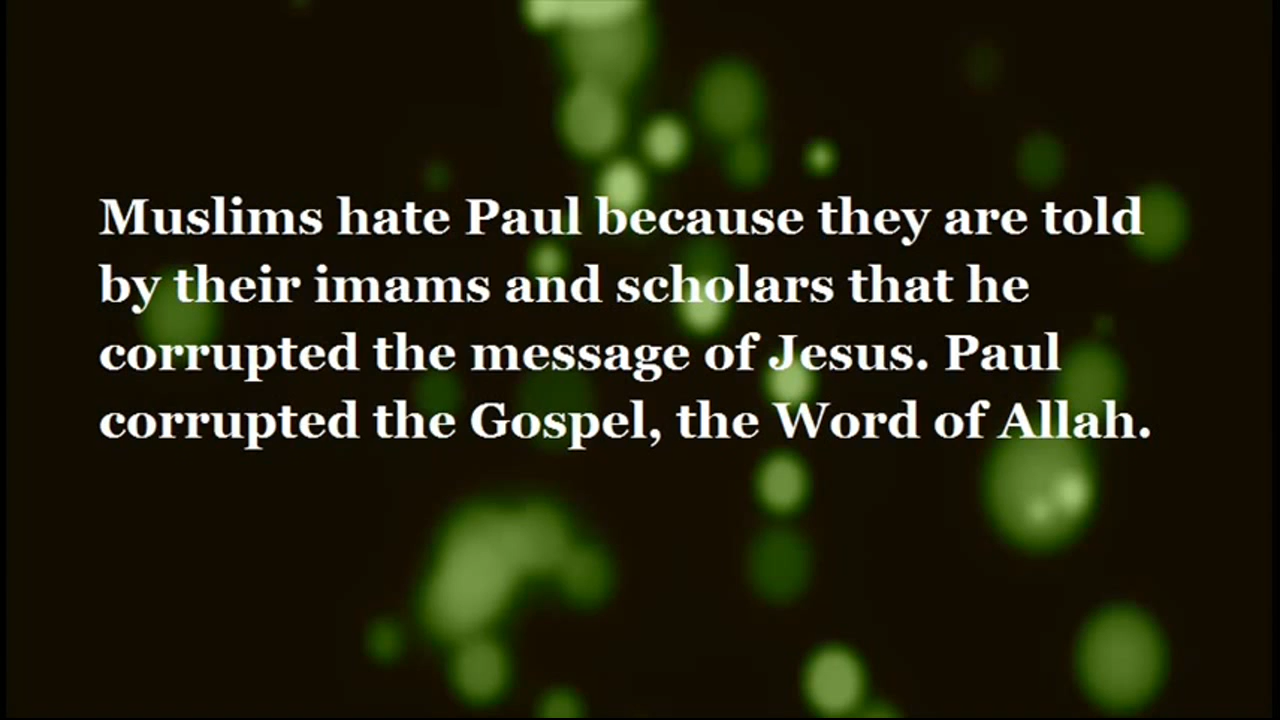 Muslims hate Paul because they are told
by their imams and scholars that he
corrupted the message of Jesus. Paul
corrupted the Gospel, the Word of Allah.